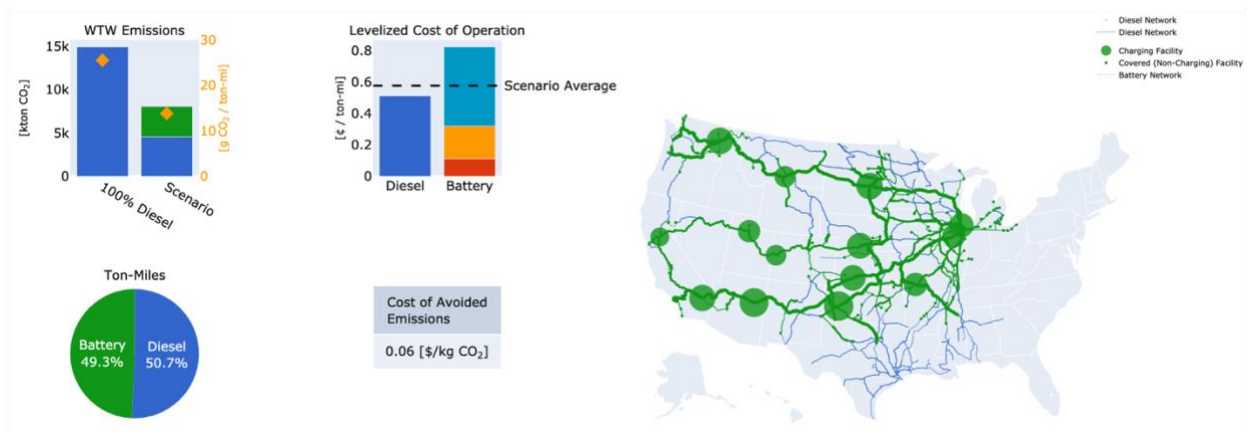 WTW Emissions
15k
10k
5k
0
[kton CO₂]
30
20
10
0
[g CO₂ / ton-mi]
100% Diesel
Scenario
Levelized Cost of Operation
0.8
0.6
0.4
0.2
0
[¢ / ton-mi]
Scenario Average
Diesel
Battery
Diesel Network
Diesel Network
Charging Facility
Covered (Non-Charging) Facility
Battery Network
Ton-Miles
Battery
49.3%
Diesel
50.7%
Cost of Avoided
Emissions
0.06 [$/kg CO₂]